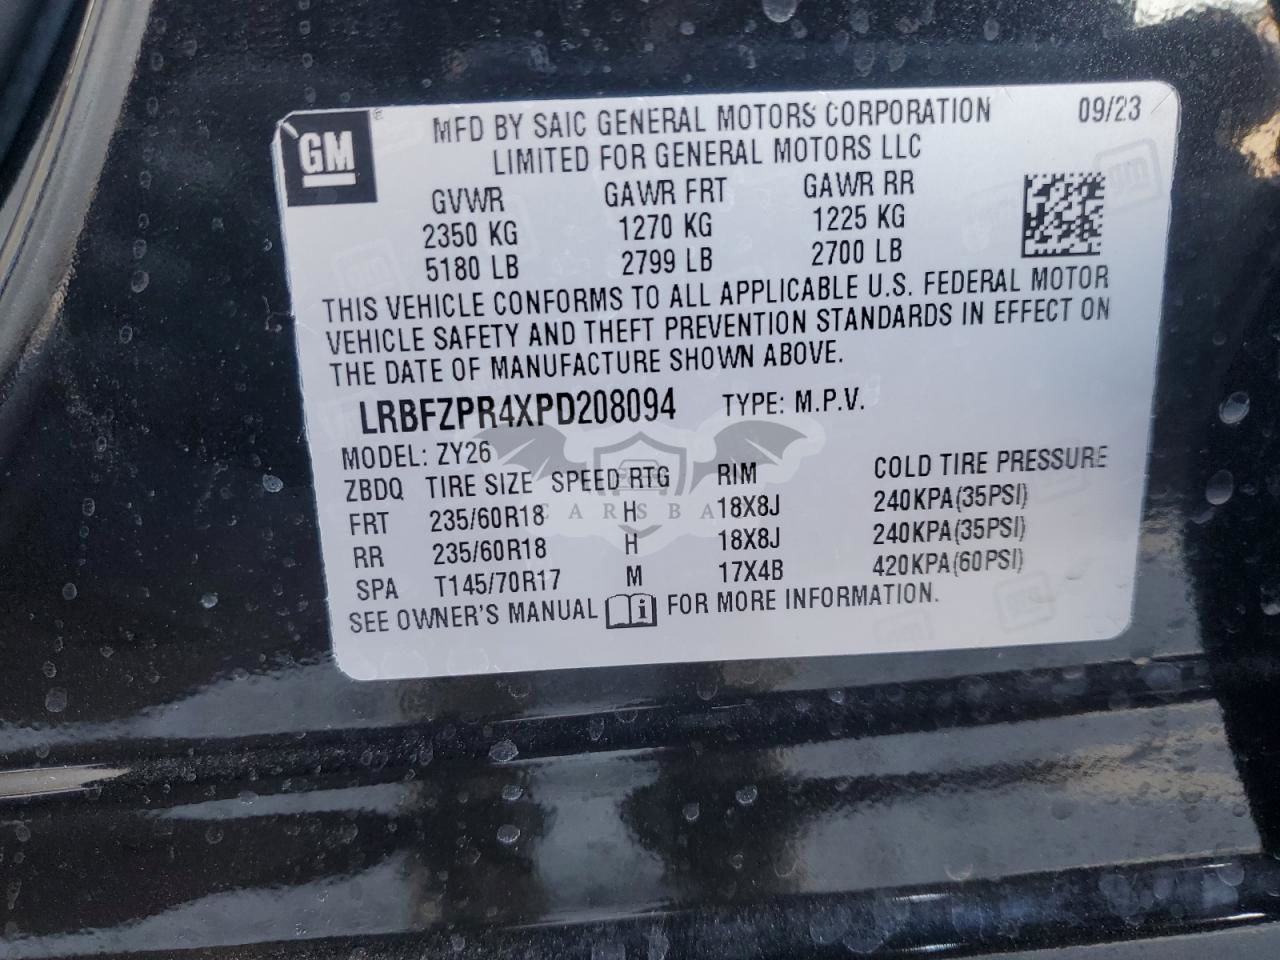 GM ®
MFD BY SAIC GENERAL MOTORS CORPORATION 09/23
LIMITED FOR GENERAL MOTORS LLC
GVWR GAWR FRT GAWR RR
2350 KG 1270 KG 1225 KG
5180 LB 2799 LB 2700 LB
THIS VEHICLE CONFORMS TO ALL APPLICABLE U.S. FEDERAL MOTOR
VEHICLE SAFETY AND THEFT PREVENTION STANDARDS IN EFFECT ON
THE DATE OF MANUFACTURE SHOWN ABOVE.
LRBFZPR4XPD208094 TYPE: M.P.V.
MODEL: ZY26
ZBDQ TIRE SIZE SPEED RTG RIM COLD TIRE PRESSURE
FRT 235/60R18 H 18X8J 240KPA(35PSI)
RR 235/60R18 H 18X8J 240KPA(35PSI)
SPA T145/70R17 M 17X4B 420KPA(60PSI)
SEE OWNER'S MANUAL i FOR MORE INFORMATION.